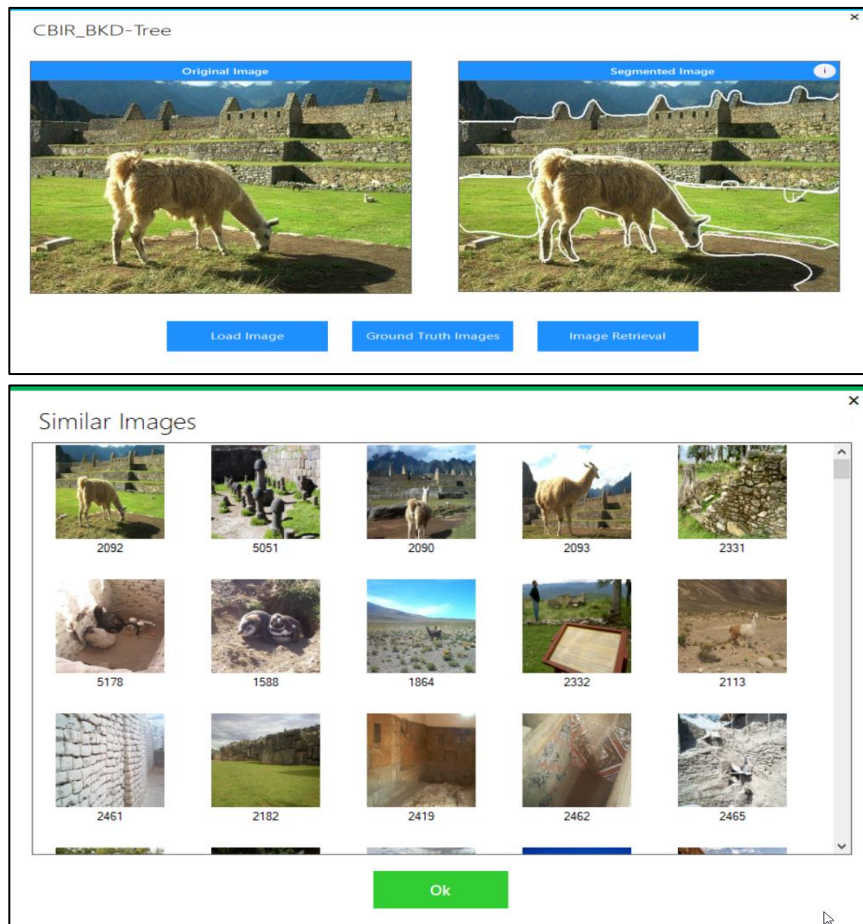 CBIR_BKD-Tree
Original Image
Segmented Image
i
Load Image
Ground Truth Images
Image Retrieval
Similar Images
2092 5051 2090 2093 2331
5178 1588 1864 2332 2113
2461 2182 2419 2462 2465
Ok